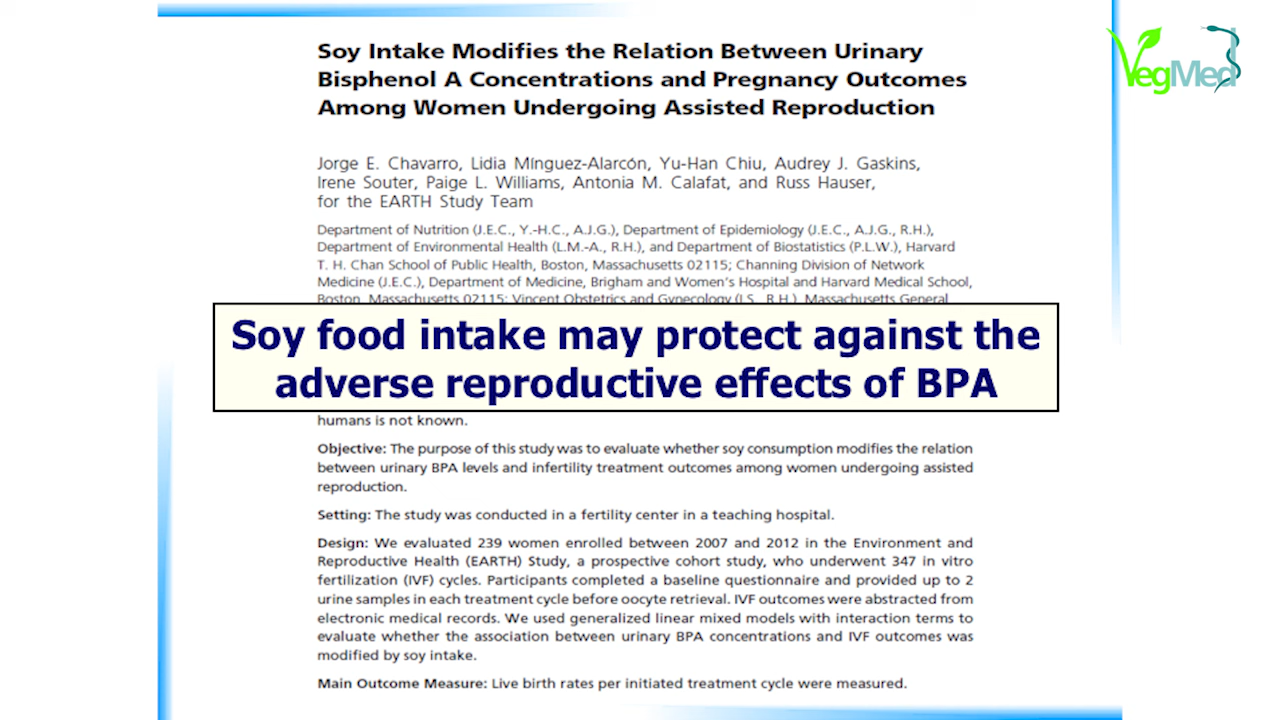 Soy Intake Modifies the Relation Between Urinary
Bisphenol A Concentrations and Pregnancy Outcomes
Among Women Undergoing Assisted Reproduction
VegMed
Jorge E. Chavarro, Lidia Mínguez-Alarcón, Yu-Han Chiu, Audrey J. Gaskins,
Irene Souter, Paige L. Williams, Antonia M. Calafat, and Russ Hauser,
for the EARTH Study Team
Department of Nutrition (J.E.C., Y.-H.C., A.J.G.), Department of Epidemiology (J.E.C., A.J.G., R.H.),
Department of Environmental Health (L.M.-A., R.H.), and Department of Biostatistics (P.L.W.), Harvard
T. H. Chan School of Public Health, Boston, Massachusetts 02115; Channing Division of Network
Medicine (J.E.C.), Department of Medicine, Brigham and Women's Hospital and Harvard Medical School,
Boston, Massachusetts 02115; Vincent Obstetrics and Gynecology (I.S., R.H.), Massachusetts General
Soy food intake may protect against the
adverse reproductive effects of BPA
humans is not known.
Objective: The purpose of this study was to evaluate whether soy consumption modifies the relation
between urinary BPA levels and infertility treatment outcomes among women undergoing assisted
reproduction.
Setting: The study was conducted in a fertility center in a teaching hospital.
Design: We evaluated 239 women enrolled between 2007 and 2012 in the Environment and
Reproductive Health (EARTH) Study, a prospective cohort study, who underwent 347 in vitro
fertilization (IVF) cycles. Participants completed a baseline questionnaire and provided up to 2
urine samples in each treatment cycle before oocyte retrieval. IVF outcomes were abstracted from
electronic medical records. We used generalized linear mixed models with interaction terms to
evaluate whether the association between urinary BPA concentrations and IVF outcomes was
modified by soy intake.
Main Outcome Measure: Live birth rates per initiated treatment cycle were measured.